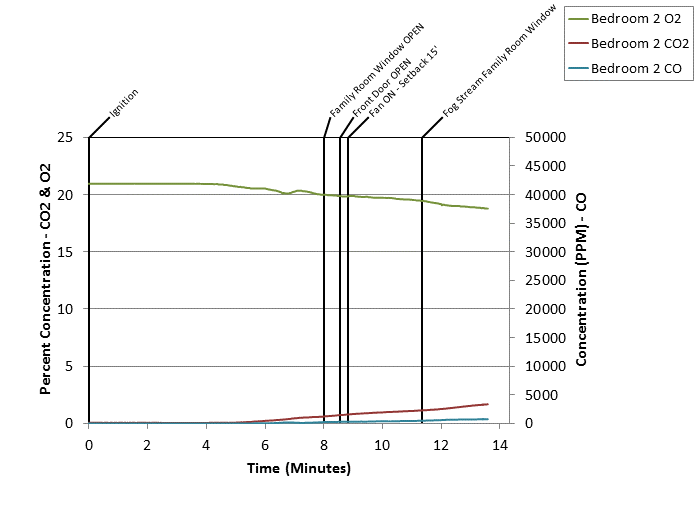 Bedroom 2 O2
Bedroom 2 CO2
Bedroom 2 CO
Ignition
Family Room Window OPEN
Front Door OPEN
Fan ON - Setback 15'
Fog Stream Family Room Window
25
20
15
10
5
0
Percent Concentration - CO2 & O2
50000
45000
40000
35000
30000
25000
20000
15000
10000
5000
0
Concentration (PPM) - CO
0 2 4 6 8 10 12 14
Time (Minutes)